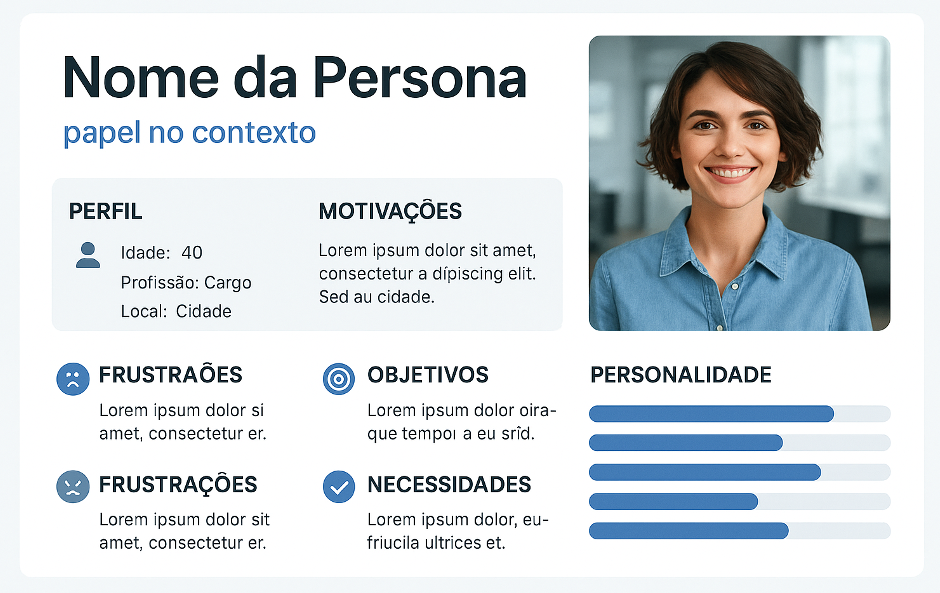 Nome da Persona
papel no contexto
PERFIL
Idade: 40
Profissão: Cargo
Local: Cidade
MOTIVAÇÕES
Lorem ipsum dolor sit amet,
consectetur a dípiscing elit.
Sed au cidade.
FRUSTRAÕES
Lorem ipsum dolor si
amet, consectetur er.
OBJETIVOS
Lorem ipsum dolor oira-
que tempoı a eu srîd.
FRUSTRAÇÕES
Lorem ipsum dolor sit
amet, consectetur er.
NECESSIDADES
Lorem ipsum dolor, eu-
friucila ultrices et.
PERSONALIDADE